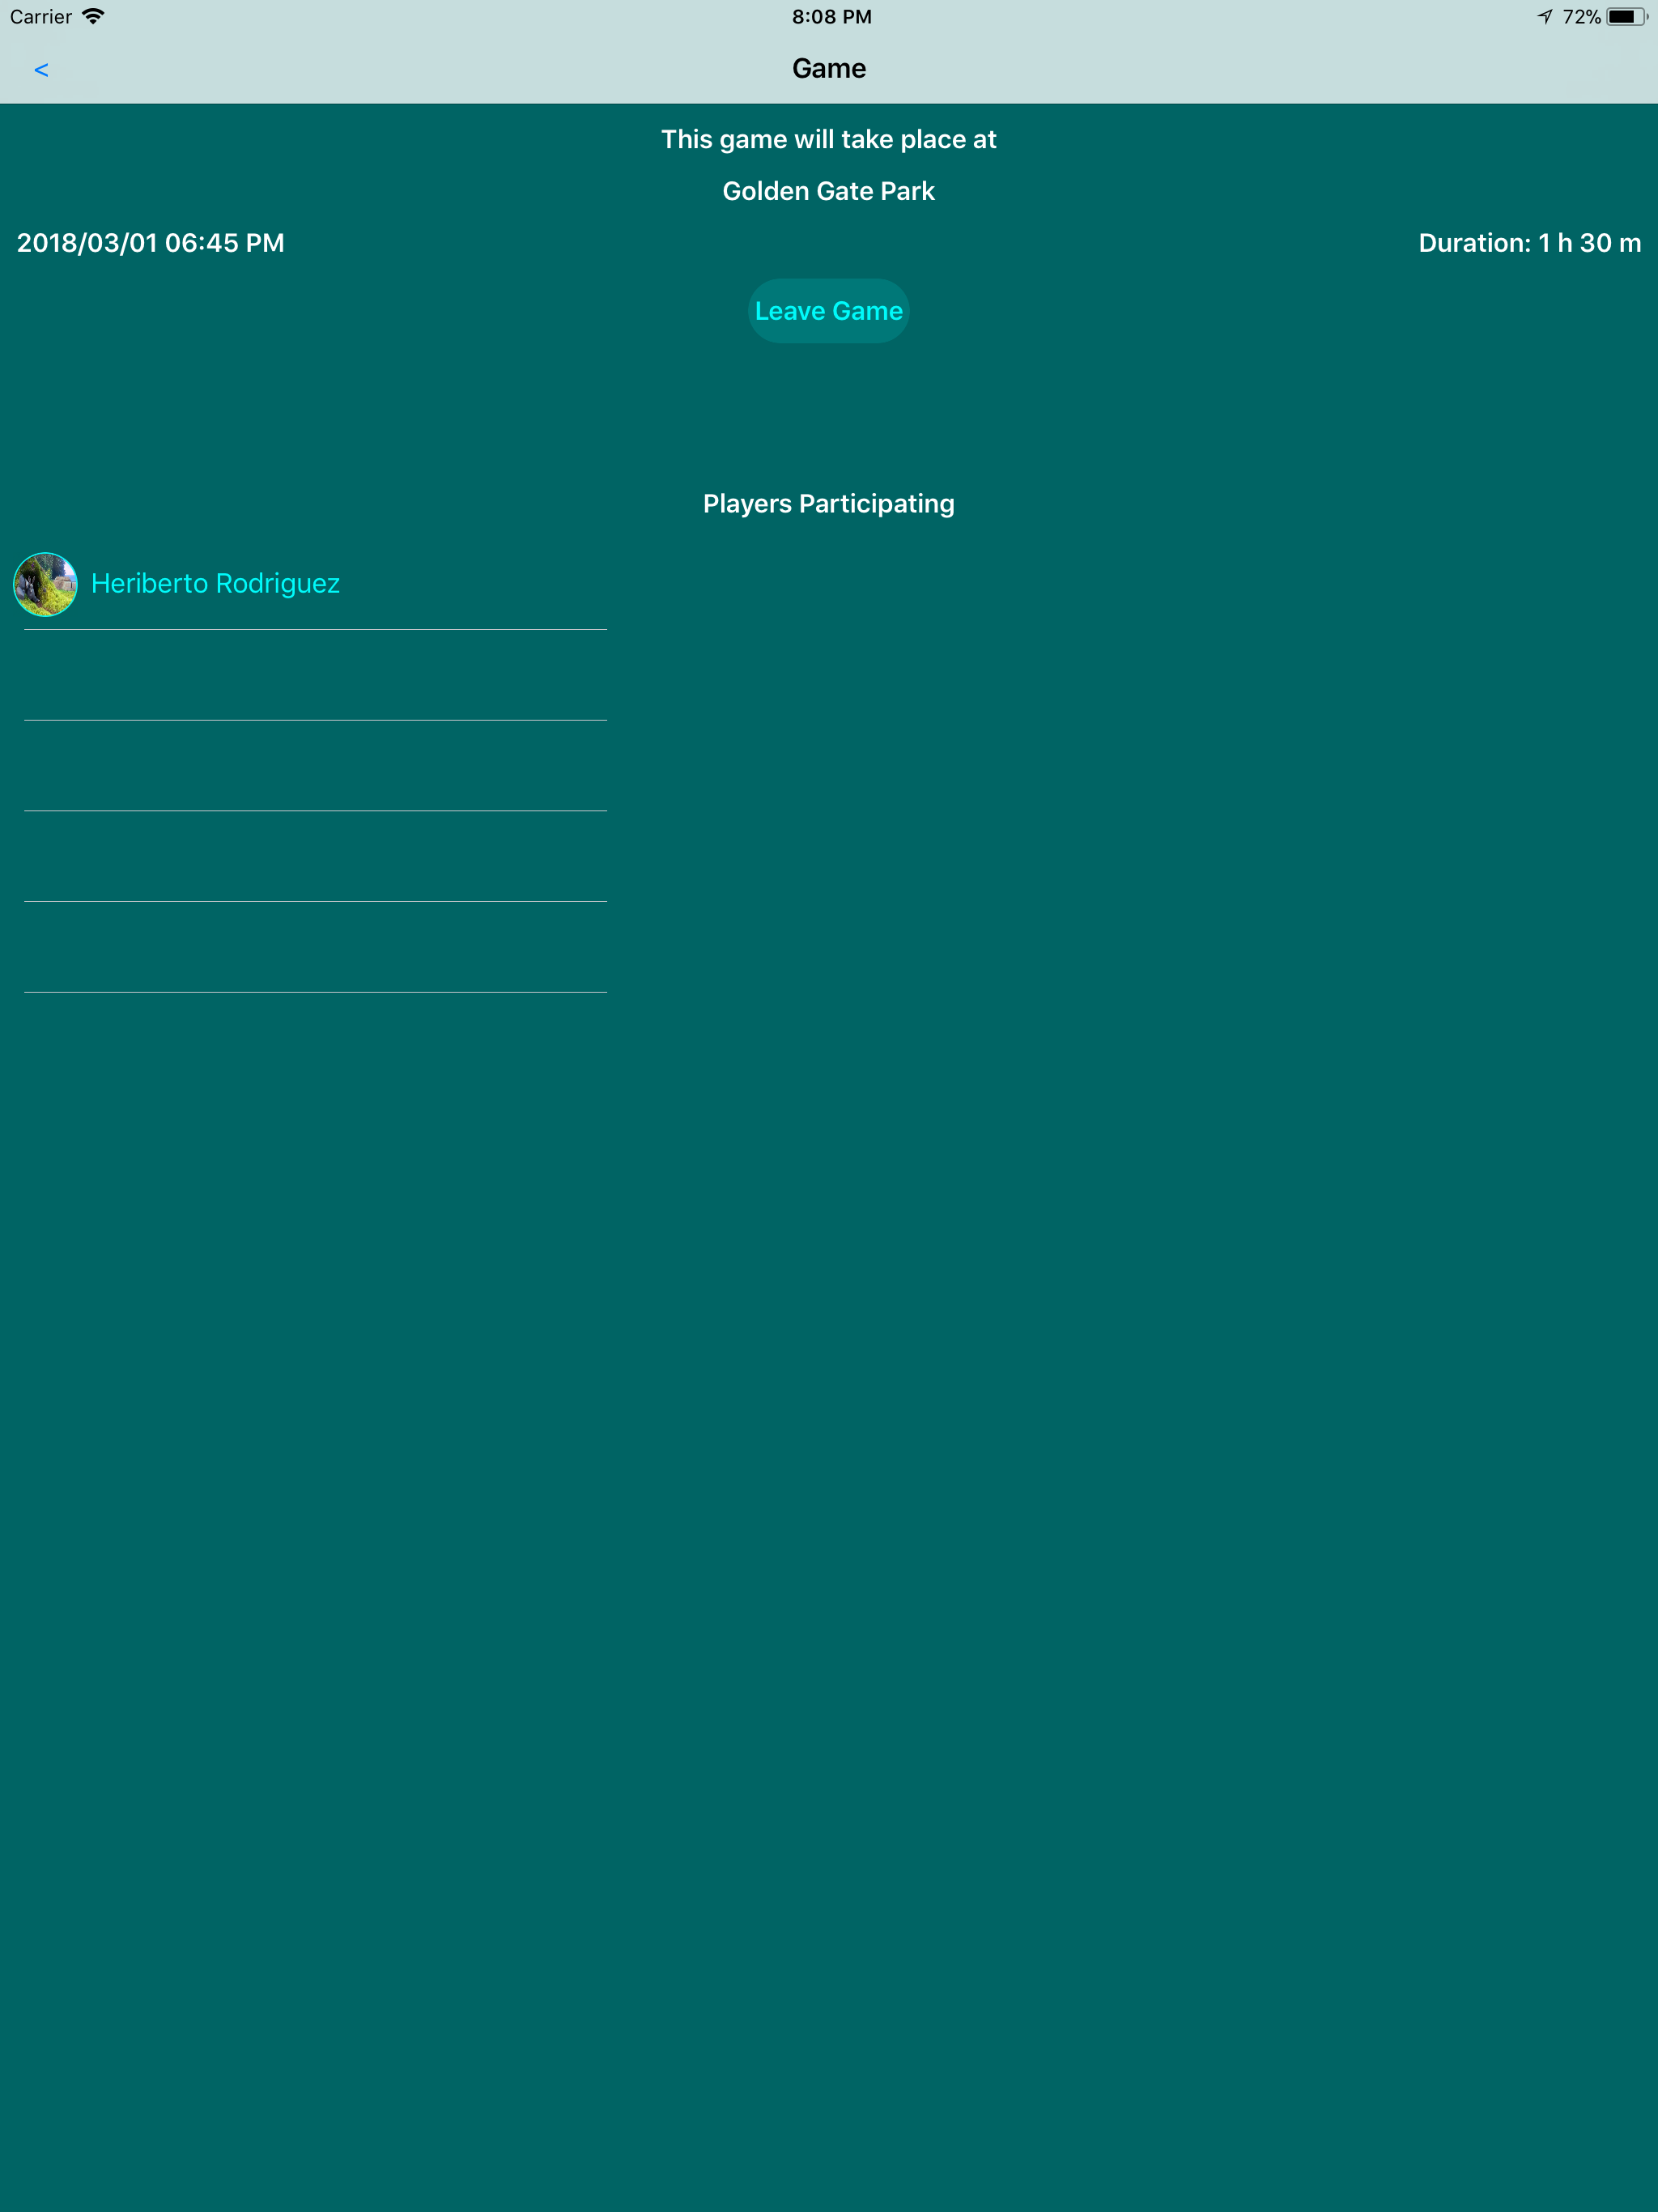 Carrier 8:08 PM 72%
< Game
This game will take place at
Golden Gate Park
2018/03/01 06:45 PM Duration: 1 h 30 m
Leave Game
Players Participating
Heriberto Rodriguez